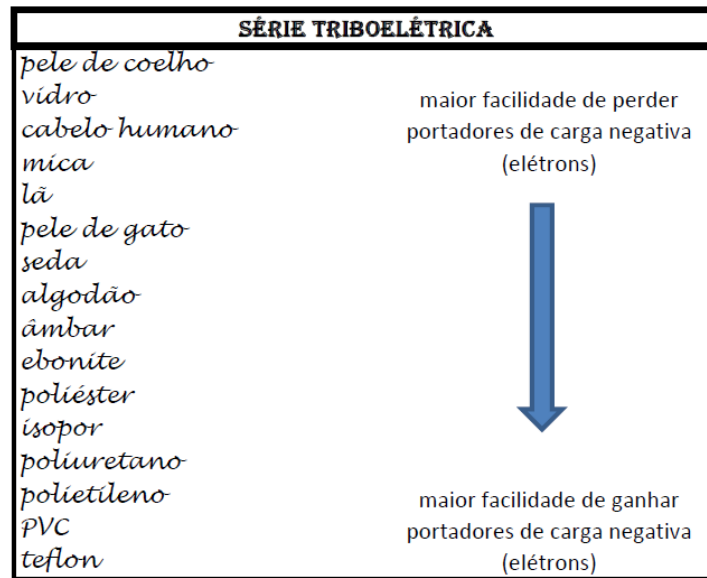 SÉRIE TRIBOELÉTRICA
pele de coelho
vidro
cabelo humano
mica
lã
pele de gato
seda
algodão
âmbar
ebonite
poliéster
isopor
poliuretano
polietileno
PVC
teflon
maior facilidade de perder
portadores de carga negativa
(elétrons)
maior facilidade de ganhar
portadores de carga negativa
(elétrons)